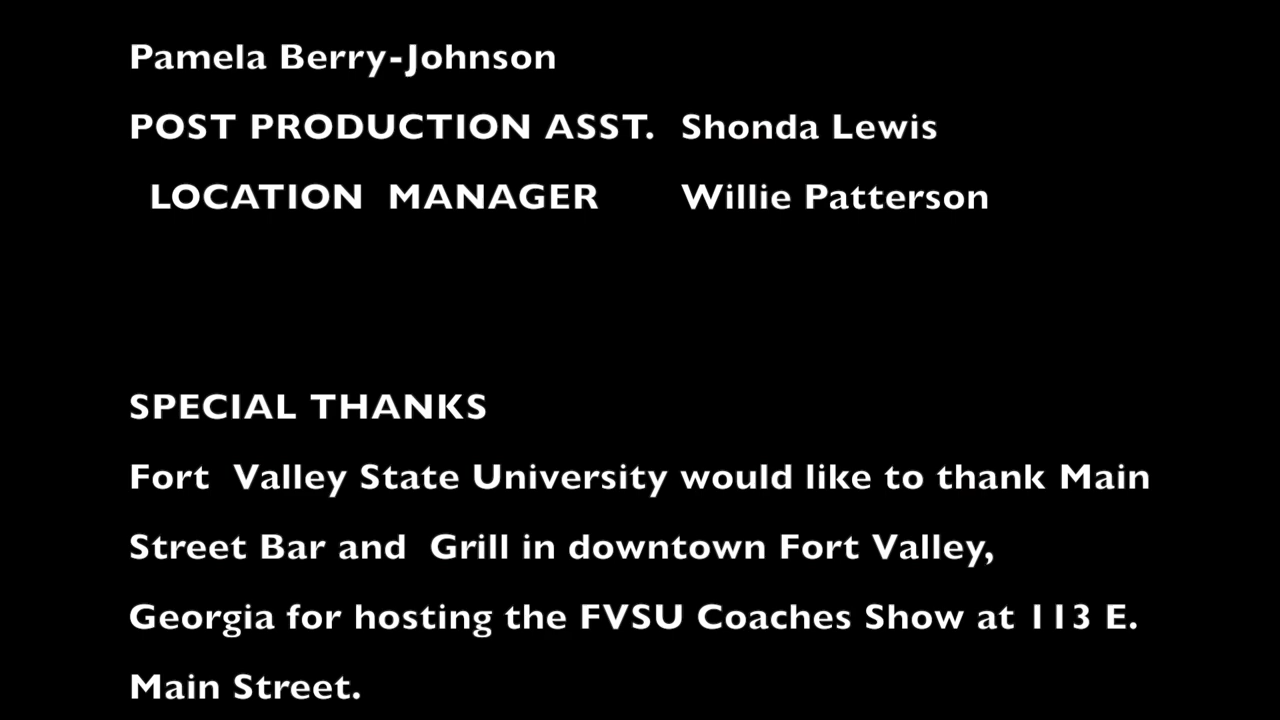 Pamela Berry-Johnson
POST PRODUCTION ASST. Shonda Lewis
LOCATION MANAGER Willie Patterson
SPECIAL THANKS
Fort Valley State University would like to thank Main
Street Bar and Grill in downtown Fort Valley,
Georgia for hosting the FVSU Coaches Show at 113 E.
Main Street.